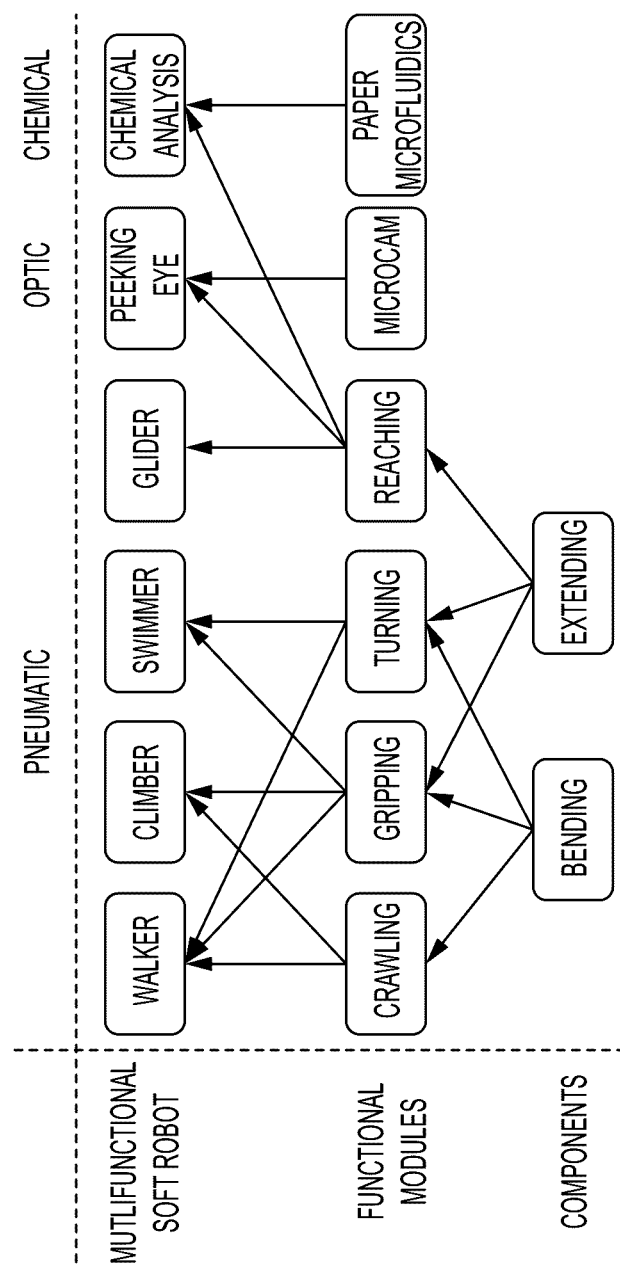 PNEUMATIC
OPTIC
CHEMICAL
MUTLIFUNCTIONAL
SOFT ROBOT
WALKER
CLIMBER
SWIMMER
GLIDER
PEEKING
EYE
CHEMICAL
ANALYSIS
FUNCTIONAL
MODULES
CRAWLING
GRIPPING
TURNING
REACHING
MICROCAM
PAPER
MICROFLUIDICS
COMPONENTS
BENDING
EXTENDING